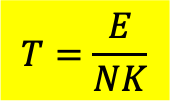 T = E / NK